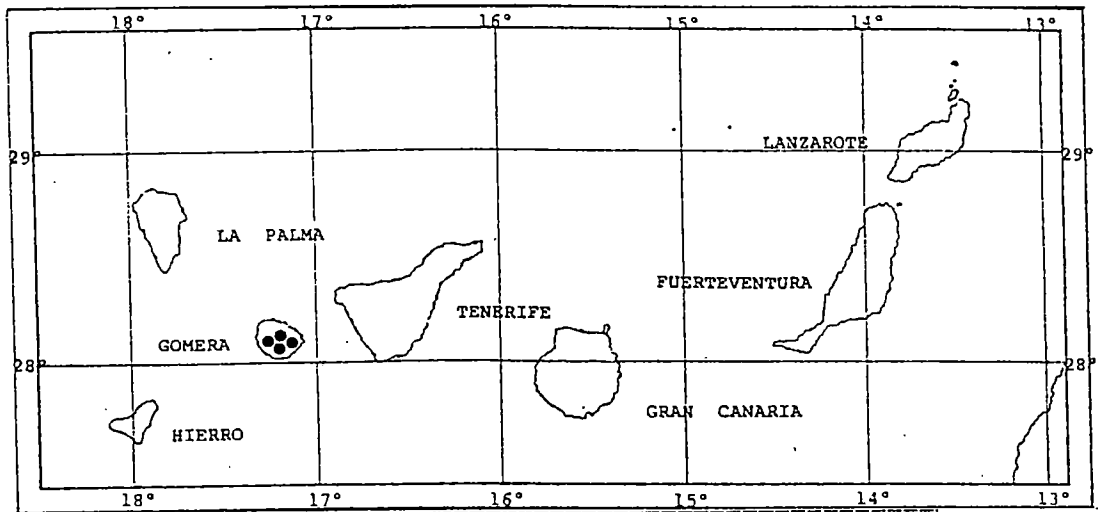 18° 17° 16° 15° 14° 13°
LANZAROTE
29° 29°
LA PALMA
FUERTEVENTURA
TENERIFE
GOMERA
28° 28°
GRAN CANARIA
HIERRO
18° 17° 16° 15° 14° 13°